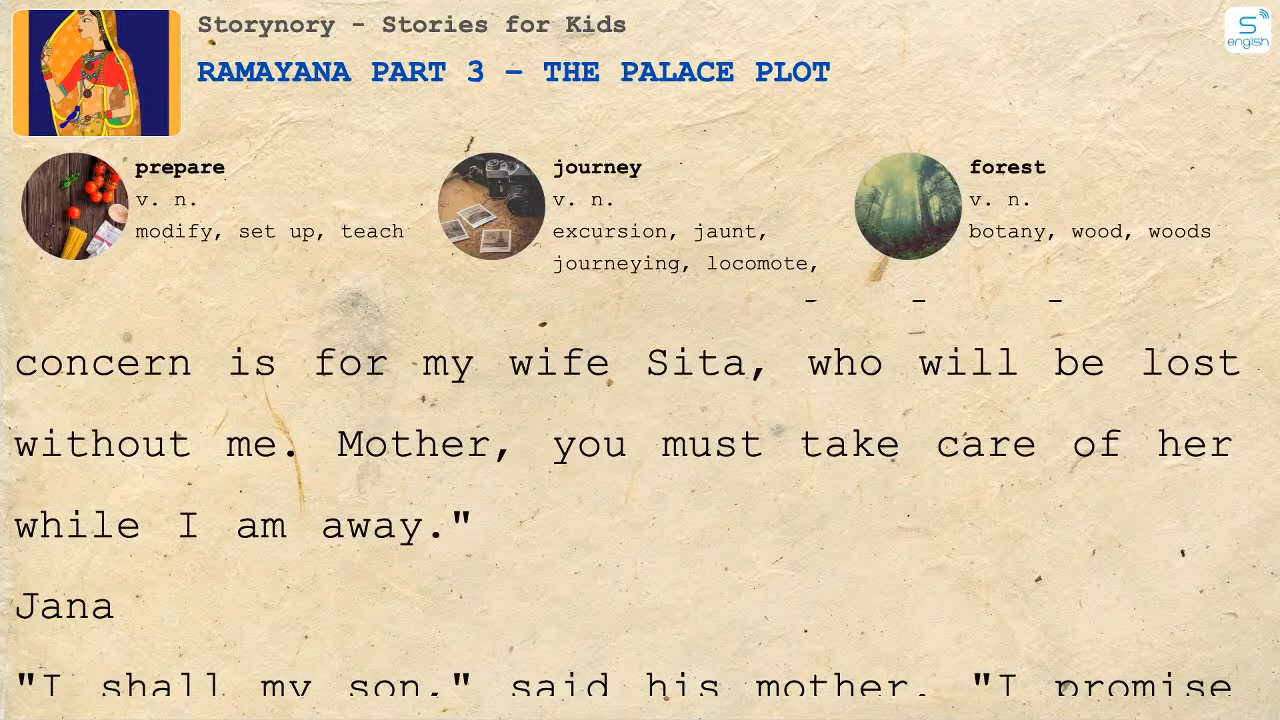 Storynory - Stories for Kids
RAMAYANA PART 3 – THE PALACE PLOT
S
english
prepare
v. n.
modify, set up, teach
journey
v. n.
excursion, jaunt,
journeying, locomote,
forest
v. n.
botany, wood, woods
concern is for my wife Sita, who will be lost
without me. Mother, you must take care of her
while I am away."
Jana
"I shall my son." said his mother. "I promise